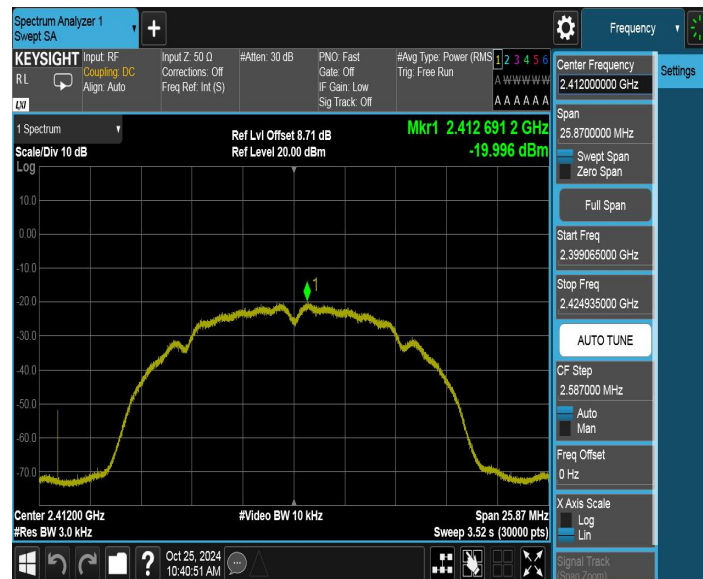 Spectrum Analyzer 1
Swept SA
+
Frequency
KEYSIGHT
RL
LXI
Input: RF
Coupling: DC
Align: Auto
Input Z: 50 Ω
Corrections: Off
Freq Ref: Int (S)
#Atten: 30 dB
PNO: Fast
Gate: Off
IF Gain: Low
Sig Track: Off
#Avg Type: Power (RMS
Trig: Free Run
1 2 3 4 5 6
A W W W W W
A A A A A A
1 Spectrum
Scale/Div 10 dB
Log
Ref Lvl Offset 8.71 dB
Ref Level 20.00 dBm
Mkr1 2.412 691 2 GHz
-19.996 dBm
10.0
0.00
-10.0
-20.0
-30.0
-40.0
-50.0
-60.0
-70.0
1
Center 2.41200 GHz
#Res BW 3.0 kHz
#Video BW 10 kHz
Span 25.87 MHz
Sweep 3.52 s (30000 pts)
?
Oct 25, 2024
10:40:51 AM
Center Frequency
2.412000000 GHz
Settings
Span
25.8700000 MHz
Swept Span
Zero Span
Full Span
Start Freq
2.399065000 GHz
Stop Freq
2.424935000 GHz
AUTO TUNE
CF Step
2.587000 MHz
Auto
Man
Freq Offset
0 Hz
X Axis Scale
Log
Lin
Signal Track
(Span Zoom)